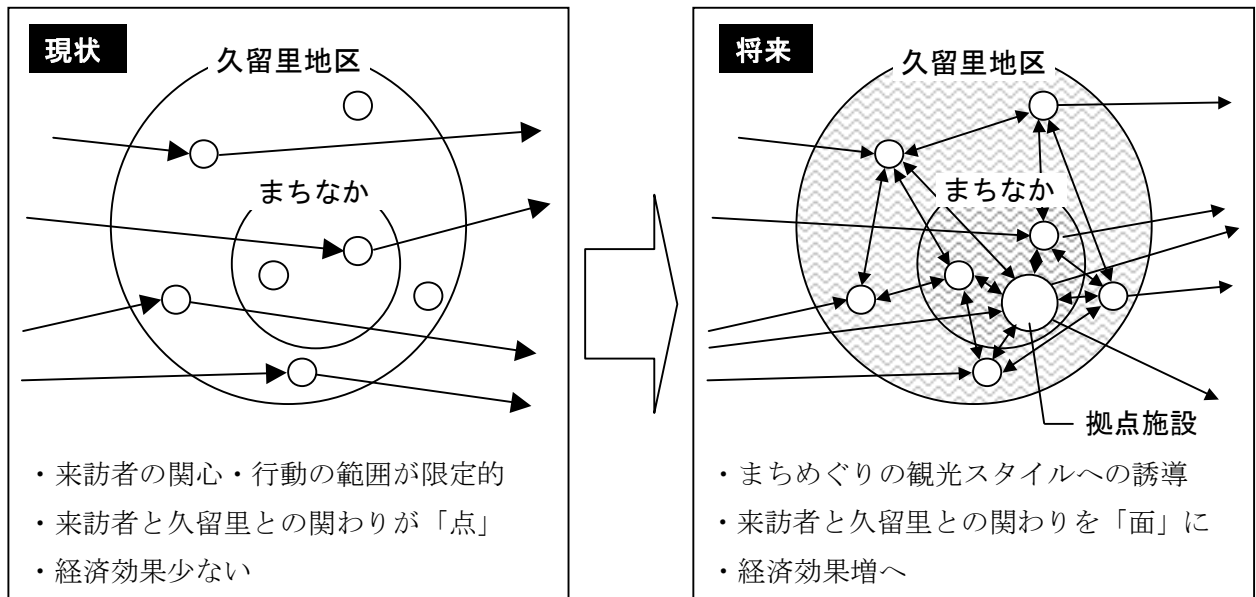 現状
久留里地区
まちなか
・来訪者の関心・行動の範囲が限定的
・来訪者と久留里との関わりが「点」
・経済効果少ない
将来
久留里地区
まちなか
拠点施設
・まちめぐりの観光スタイルへの誘導
・来訪者と久留里との関わりを「面」に
・経済効果増へ